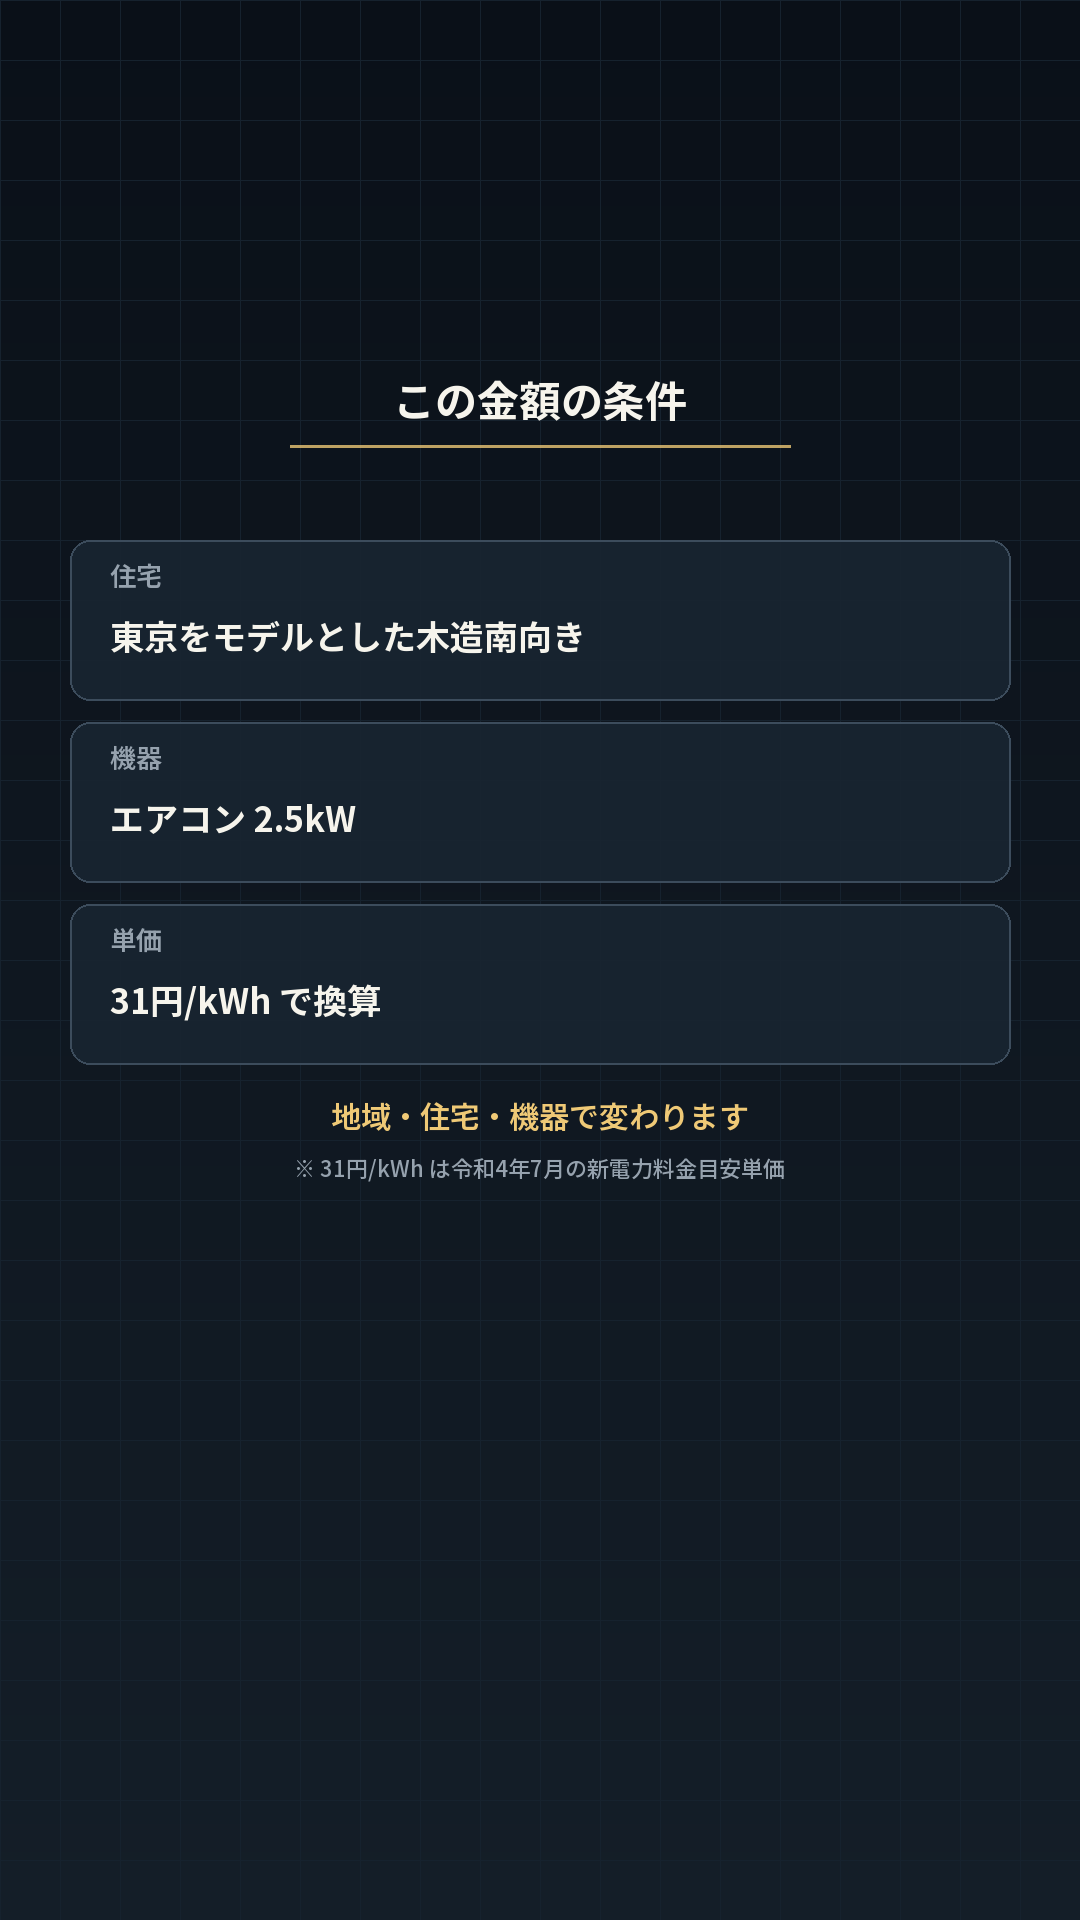 この金額の条件
住宅
東京をモデルとした木造南向き
機器
エアコン 2.5kW
単価
31円/kWh で換算
地域・住宅・機器で変わります
※ 31円/kWh は令和4年7月の新電力料金目安単価